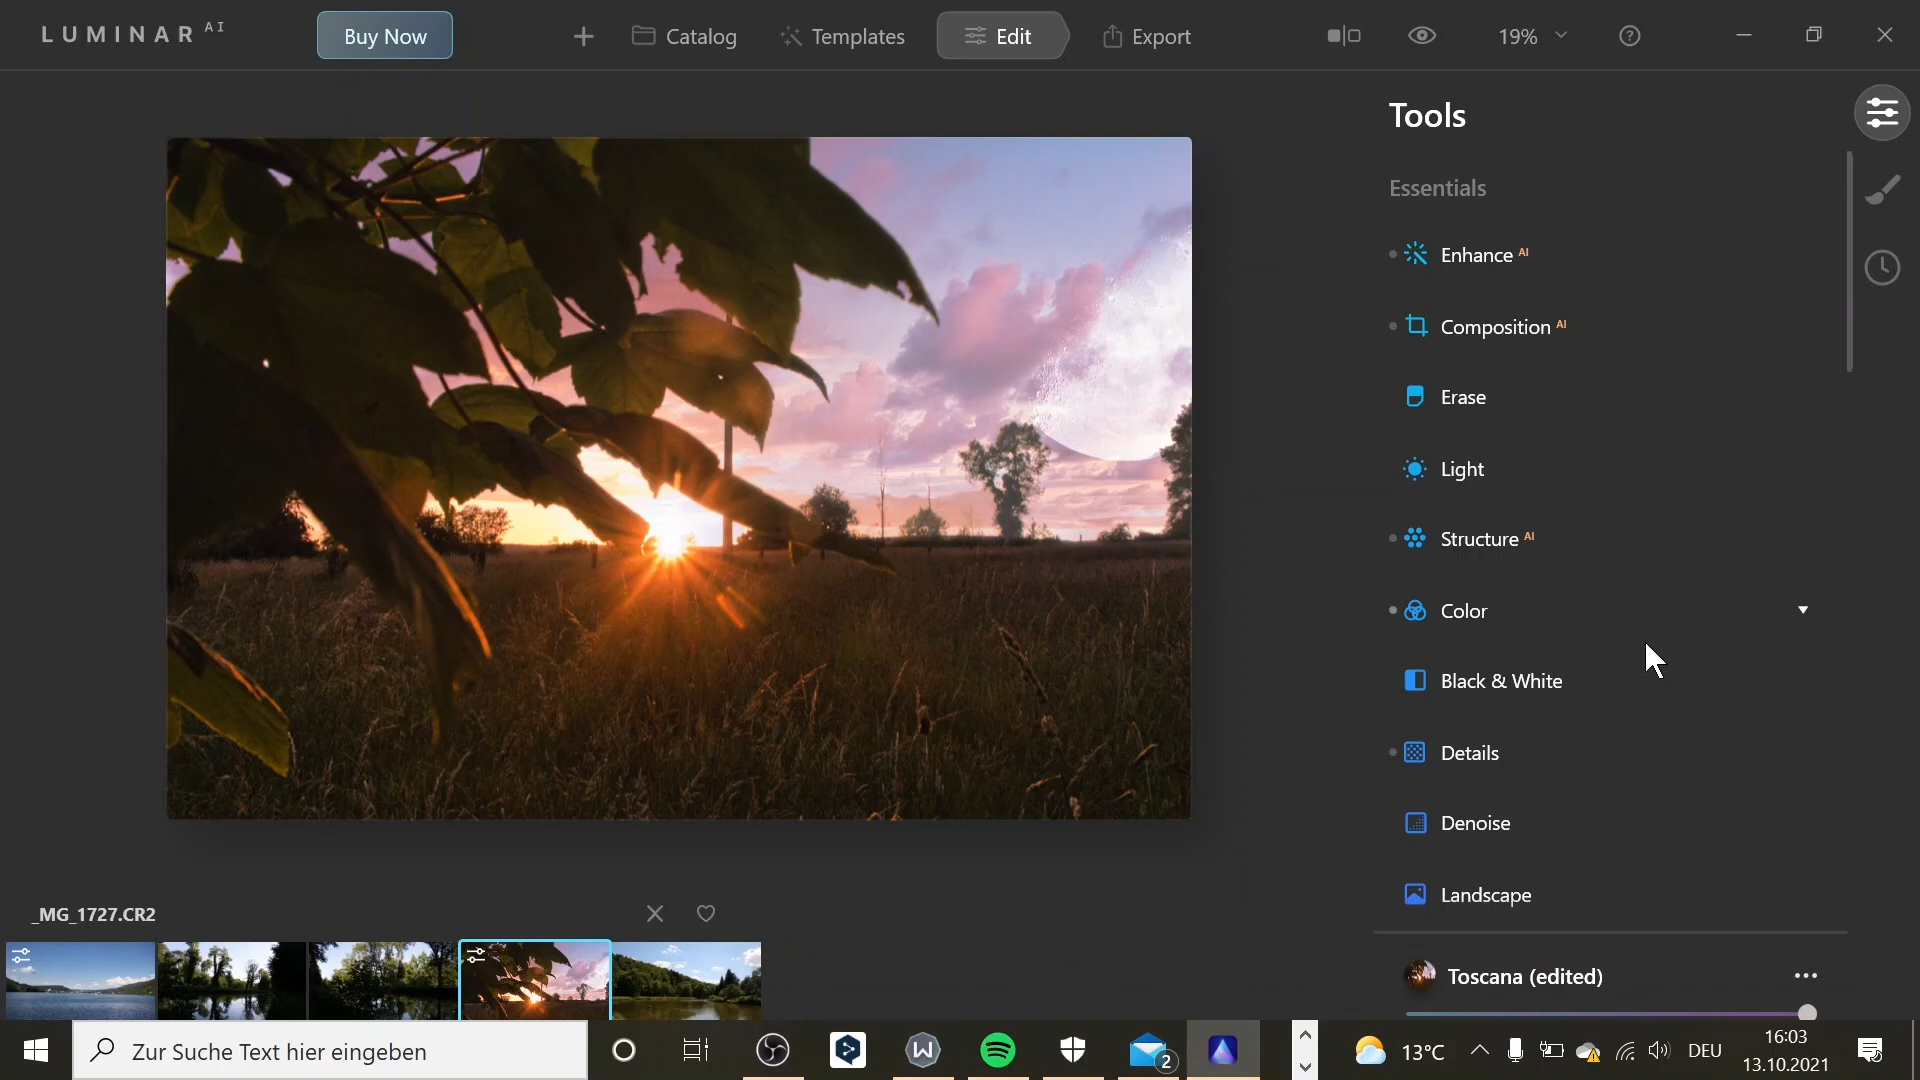 LUMINAR AI
Buy Now
Catalog
Templates
Edit
Export
19%
Tools
Essentials
Enhance AI
Composition AI
Erase
Light
Structure AI
Color
Black & White
Details
Denoise
Landscape
_MG_1727.CR2
Toscana (edited)
Zur Suche Text hier eingeben
2
13°C
DEU
16:03
13.10.2021